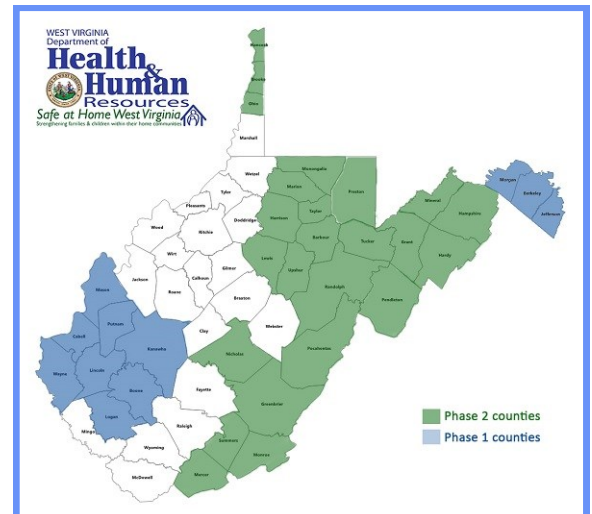 WEST VIRGINIA
Department of
Health
&
Human
Resources
Safe at Home West Virginia
Strengthening families & children within their home communities
Hancock
Brooke
Ohio
Marshall
Wetzel
Monongalia
Marion
Preston
Morgan
Berkeley
Jefferson
Mineral
Hampshire
Tyler
Pleasants
Doddridge
Harrison
Taylor
Wood
Ritchie
Barbour
Tucker
Grant
Hardy
Wirt
Lewis
Upshur
Gilmer
Calhoun
Jackson
Roane
Randolph
Pendleton
Mason
Braxton
Webster
Putnam
Clay
Cabell
Kanawha
Nicholas
Pocahontas
Wayne
Lincoln
Boone
Fayette
Greenbrier
Logan
Raleigh
Mingo
Wyoming
Summers
Monroe
McDowell
Mercer
Phase 2 counties
Phase 1 counties